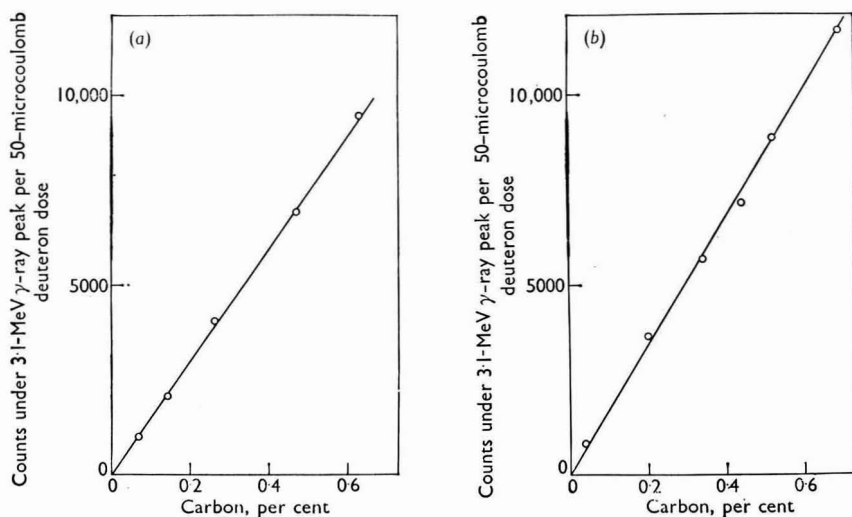 Counts under 3·1-MeV γ-ray peak per 50-microcoulomb
deuteron dose
(a)
10,000
5000
0
0
0·2
0·4
0·6
Carbon, per cent
Counts under 3·1-MeV γ-ray peak per 50-microcoulomb
deuteron dose
(b)
10,000
5000
0
0
0·2
0·4
0·6
Carbon, per cent